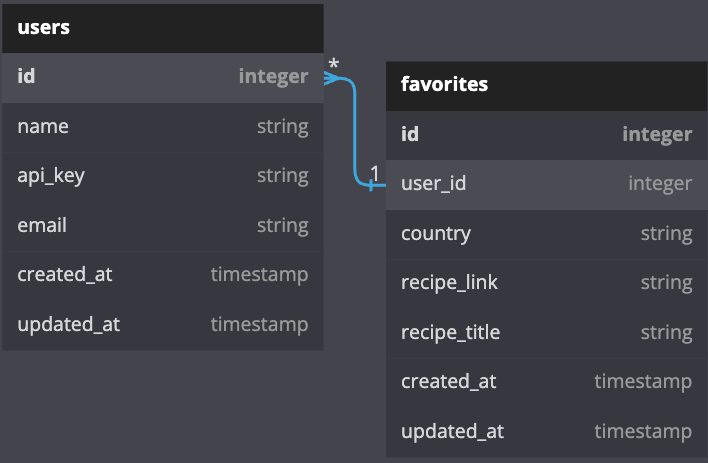 users
id integer
name string
api_key string
email string
created_at timestamp
updated_at timestamp
*
1
favorites
id integer
user_id integer
country string
recipe_link string
recipe_title string
created_at timestamp
updated_at timestamp